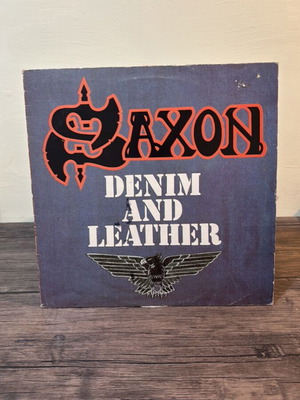 SAXON
DENIM
AND
LEATHER